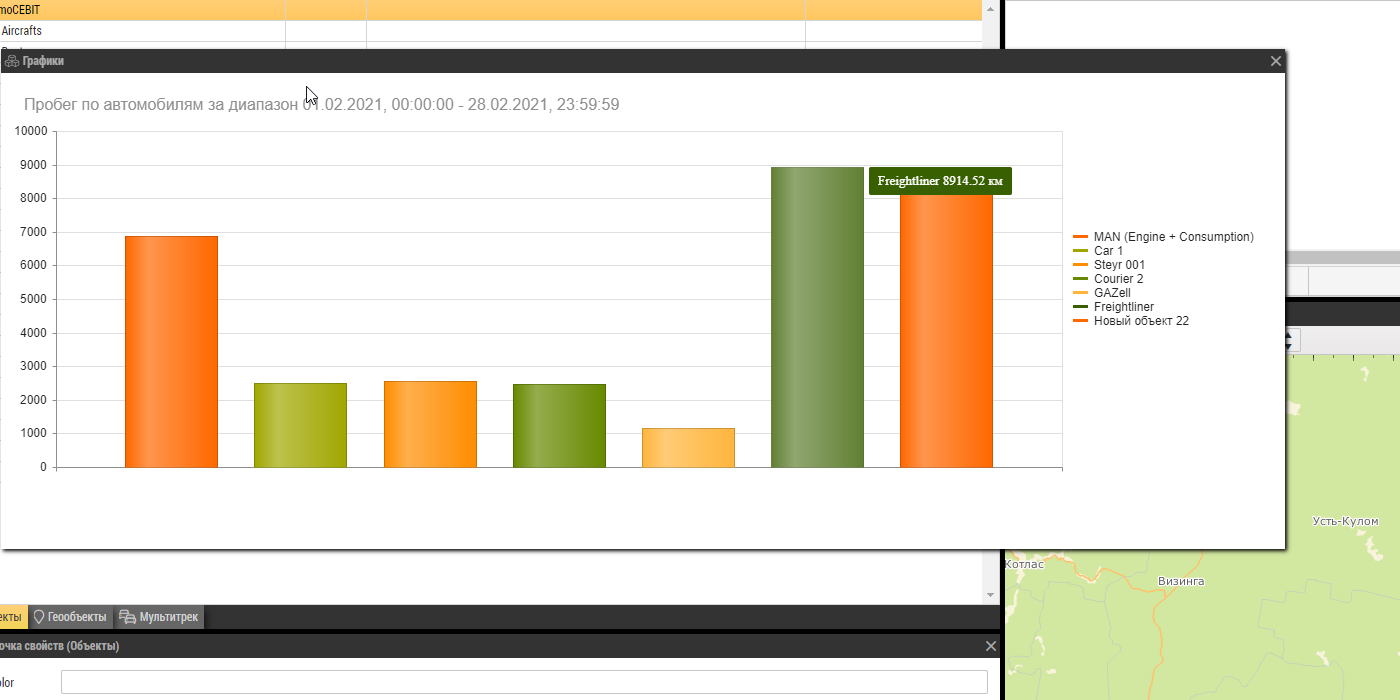 moCEBIT
Aircrafts
Графики
Пробег по автомобилям за диапазон 01.02.2021, 00:00:00 - 28.02.2021, 23:59:59
10000
9000
8000
7000
6000
5000
4000
3000
2000
1000
0
Freightliner 8914.52 км
MAN (Engine + Consumption)
Car 1
Steyr 001
Courier 2
GAZell
Freightliner
Новый объект 22
Усть-Кулом
Котлас
Визинга
екты
Геообъекты
Мультитрек
очка свойств (Объекты)
olor